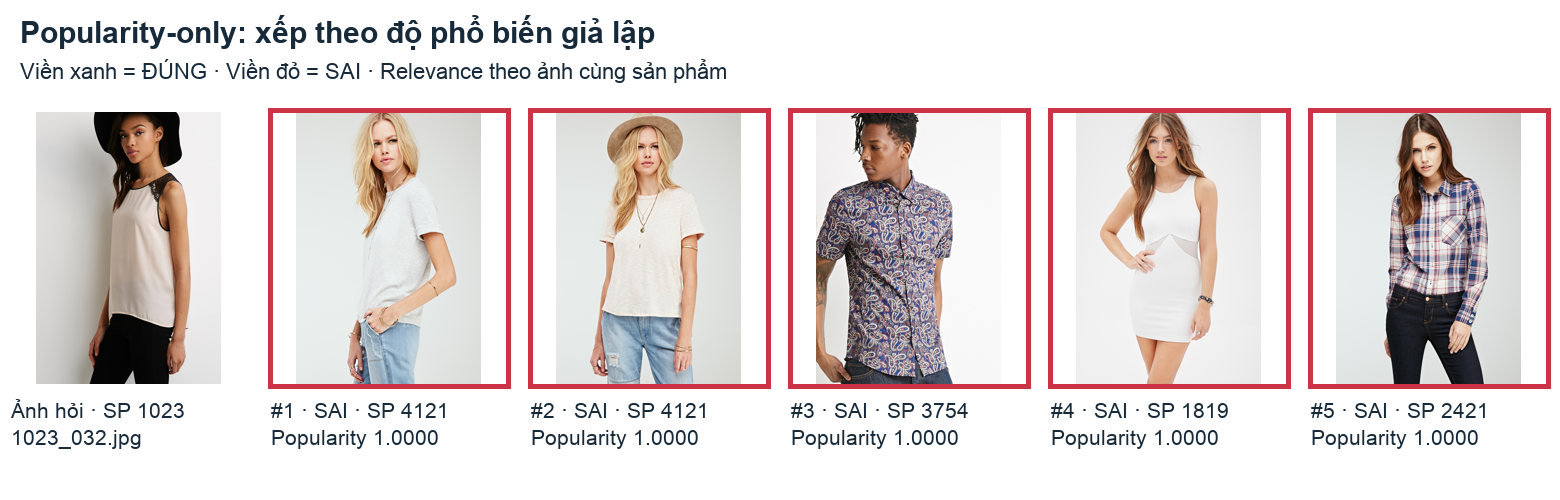 Popularity-only: xếp theo độ phổ biến giả lập
Viền xanh = ĐÚNG · Viền đỏ = SAI · Relevance theo ảnh cùng sản phẩm
Ảnh hỏi · SP 1023
1023_032.jpg
#1 · SAI · SP 4121
Popularity 1.0000
#2 · SAI · SP 4121
Popularity 1.0000
#3 · SAI · SP 3754
Popularity 1.0000
#4 · SAI · SP 1819
Popularity 1.0000
#5 · SAI · SP 2421
Popularity 1.0000